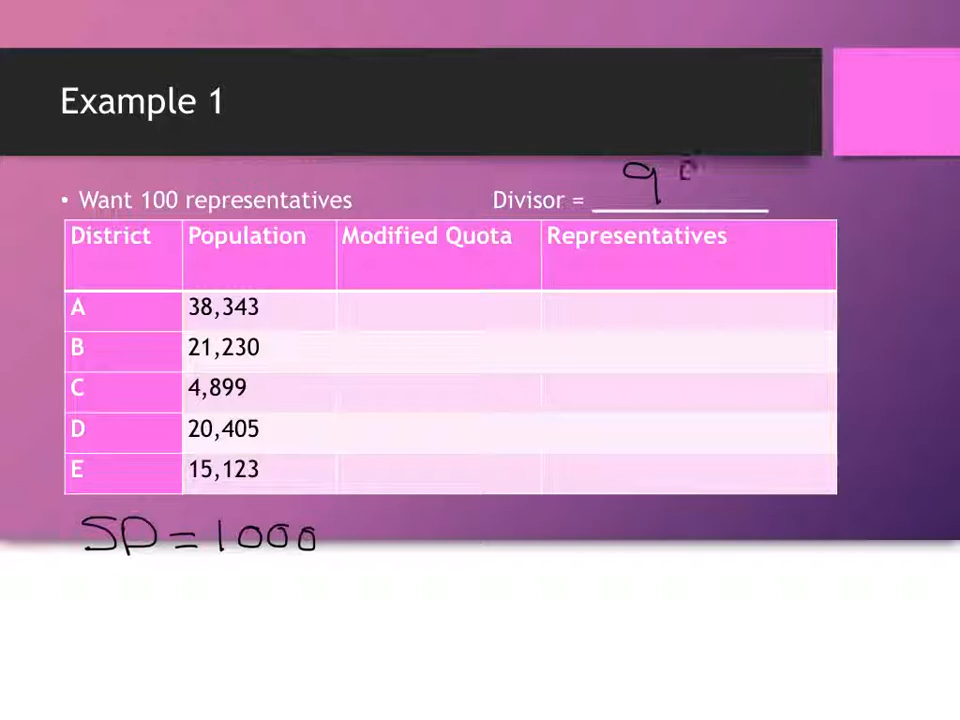 Example 1
• Want 100 representatives Divisor = 9
District Population Modified Quota Representatives
A 38,343
B 21,230
C 4,899
D 20,405
E 15,123
SD = 1000